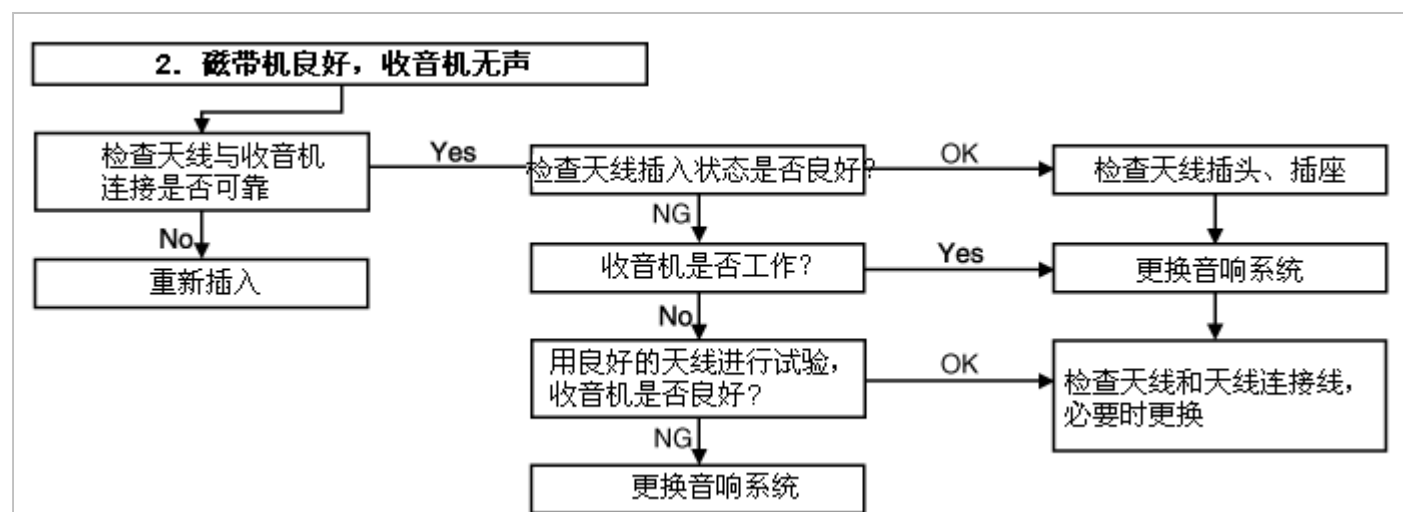 2. 磁带机良好，收音机无声
检查天线与收音机
连接是否可靠
Yes
检查天线插入状态是否良好?
OK
检查天线插头、插座
No
NG
重新插入
收音机是否工作?
Yes
更换音响系统
No
用良好的天线进行试验，
收音机是否良好?
OK
检查天线和天线连接线，
必要时更换
NG
更换音响系统